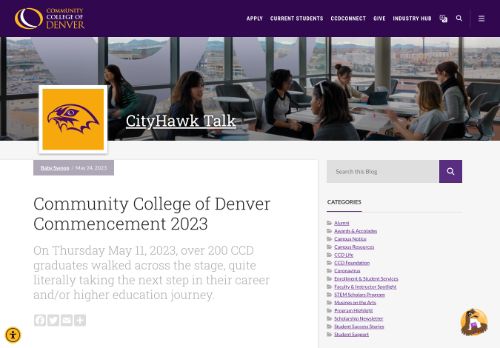 COMMUNITY
COLLEGE OF
DENVER
APPLY CURRENT STUDENTS CCDCONNECT GIVE INDUSTRY HUB
CityHawk Talk
May 24, 2023
Search this Blog
Community College of Denver
Commencement 2023
On Thursday May 11, 2023, over 200 CCD
graduates walked across the stage, quite
literally taking the next step in their career
and/or higher education journey.
CATEGORIES
Alumni
Awards & Accolades
Campus Notice
Campus Resources
CCD Life
CCD Foundation
Coronavirus
Enrollment & Student Services
Faculty & Instructor Spotlight
STEM Scholars Program
Musings on the Arts
Program Highlight
Scholarship Newsletter
Student Success Stories
Student Support